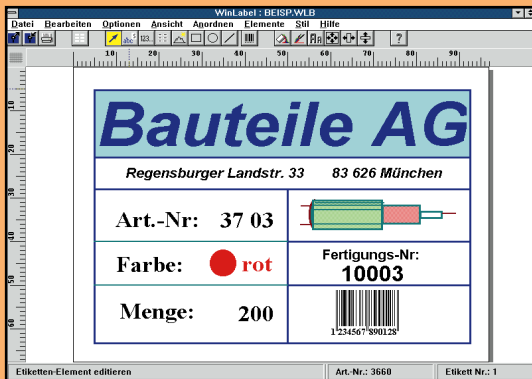 WinLabel : BEISP.WLB
Datei Bearbeiten Optionen Ansicht Anordnen Elemente Stil Hilfe
abc 123 ?
10 20 30 40 50 60 70 80 90
10
20
30
40
50
60
Bauteile AG
Regensburger Landstr. 33 83 626 München
Art.-Nr: 37 03
Farbe: rot
Fertigungs-Nr:
10003
Menge: 200
1 234567 890128
Etiketten-Element editieren Art.-Nr.: 3660 Etikett Nr.: 1